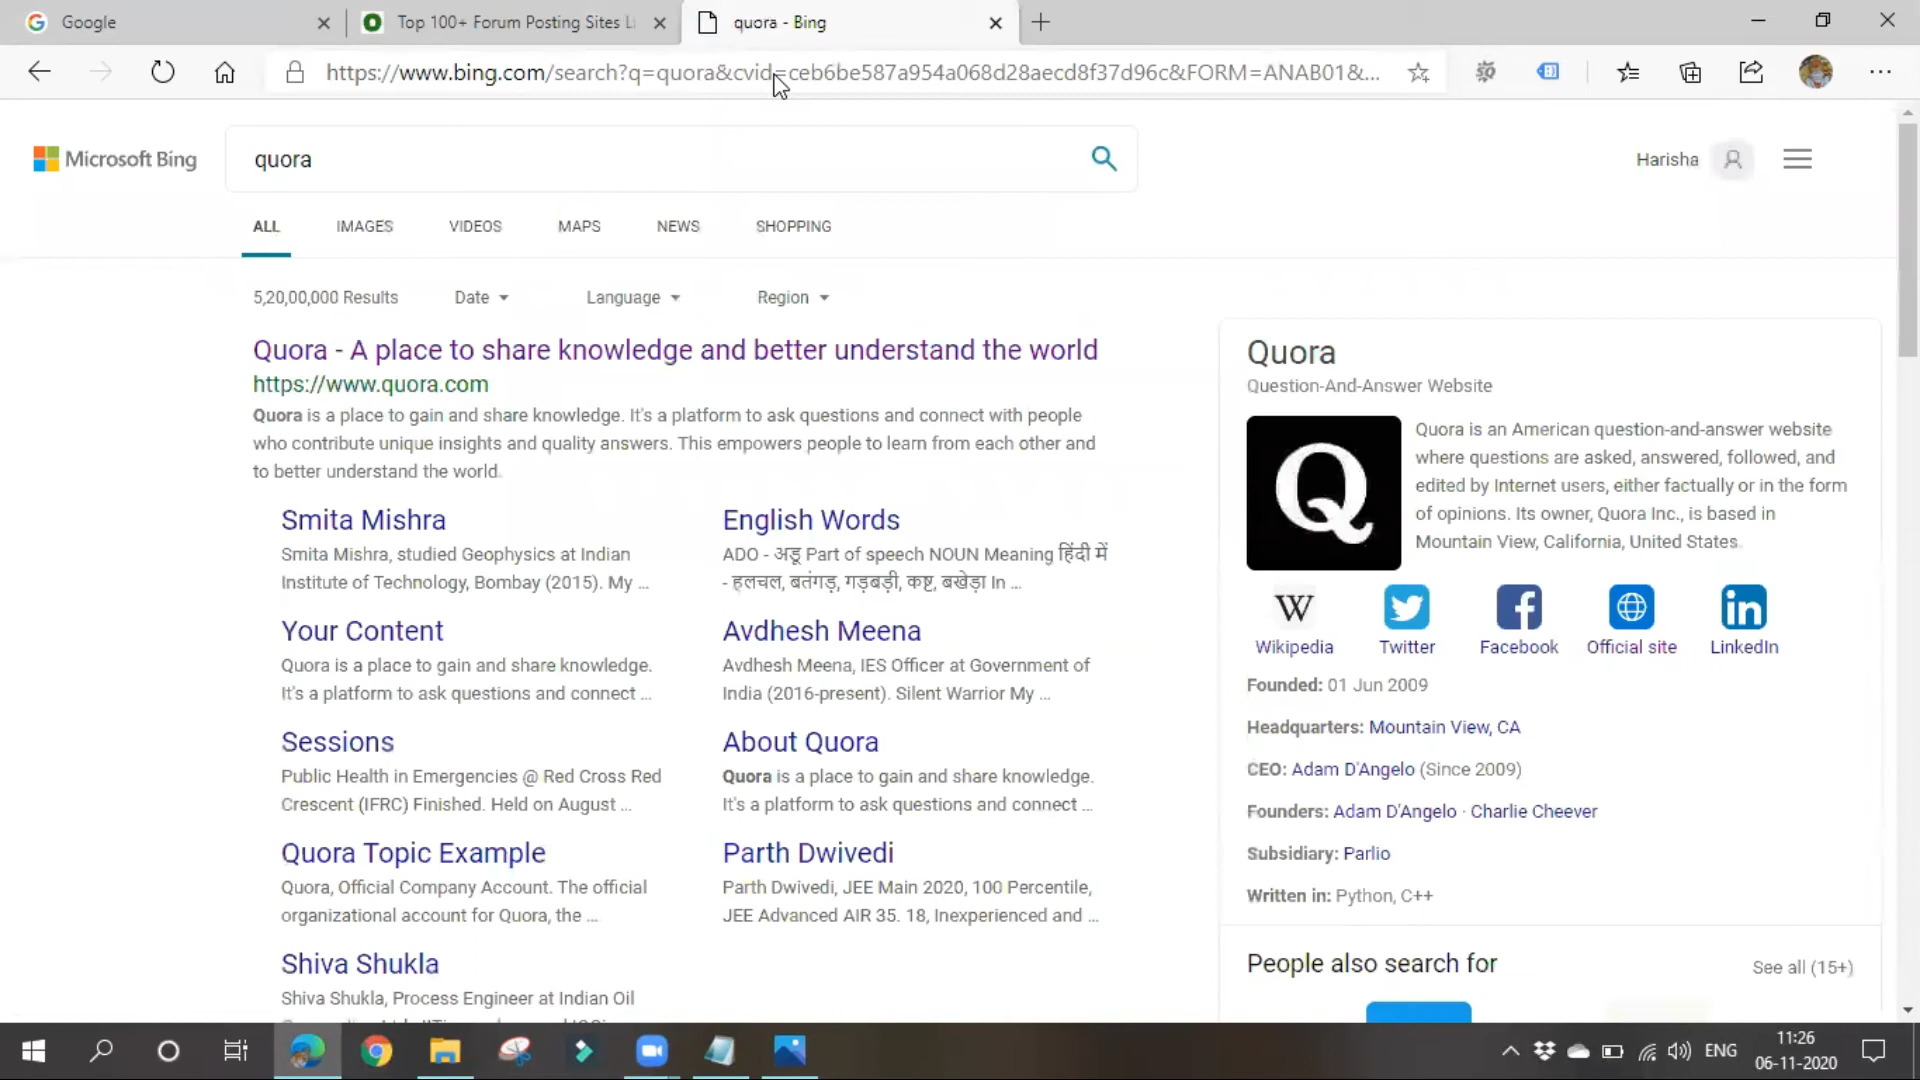 Google
Top 100+ Forum Posting Sites Li
quora - Bing
https://www.bing.com/search?q=quora&cvid=ceb6be587a954a068d28aecd8f37d96c&FORM=ANAB01&...
Microsoft Bing
quora
Harisha
ALL IMAGES VIDEOS MAPS NEWS SHOPPING
5,20,00,000 Results Date Language Region
Quora - A place to share knowledge and better understand the world
https://www.quora.com
Quora is a place to gain and share knowledge. It's a platform to ask questions and connect with people
who contribute unique insights and quality answers. This empowers people to learn from each other and
to better understand the world.
Smita Mishra
Smita Mishra, studied Geophysics at Indian
Institute of Technology, Bombay (2015). My ...
English Words
ADO - अडू Part of speech NOUN Meaning हिंदी में
- हलचल, बतंगड़, गड़बड़ी, कष्ट, बखेड़ा In ...
Your Content
Quora is a place to gain and share knowledge.
It's a platform to ask questions and connect ...
Avdhesh Meena
Avdhesh Meena, IES Officer at Government of
India (2016-present). Silent Warrior My ...
Sessions
Public Health in Emergencies @ Red Cross Red
Crescent (IFRC) Finished. Held on August ...
About Quora
Quora is a place to gain and share knowledge.
It's a platform to ask questions and connect ...
Quora Topic Example
Quora, Official Company Account. The official
organizational account for Quora, the ...
Parth Dwivedi
Parth Dwivedi, JEE Main 2020, 100 Percentile,
JEE Advanced AIR 35. 18, Inexperienced and ...
Shiva Shukla
Shiva Shukla, Process Engineer at Indian Oil
Quora
Question-And-Answer Website
Q
Quora is an American question-and-answer website
where questions are asked, answered, followed, and
edited by Internet users, either factually or in the form
of opinions. Its owner, Quora Inc., is based in
Mountain View, California, United States.
W
f
in
Wikipedia Twitter Facebook Official site LinkedIn
Founded: 01 Jun 2009
Headquarters: Mountain View, CA
CEO: Adam D'Angelo (Since 2009)
Founders: Adam D'Angelo · Charlie Cheever
Subsidiary: Parlio
Written in: Python, C++
People also search for
See all (15+)
ENG
11:26
06-11-2020